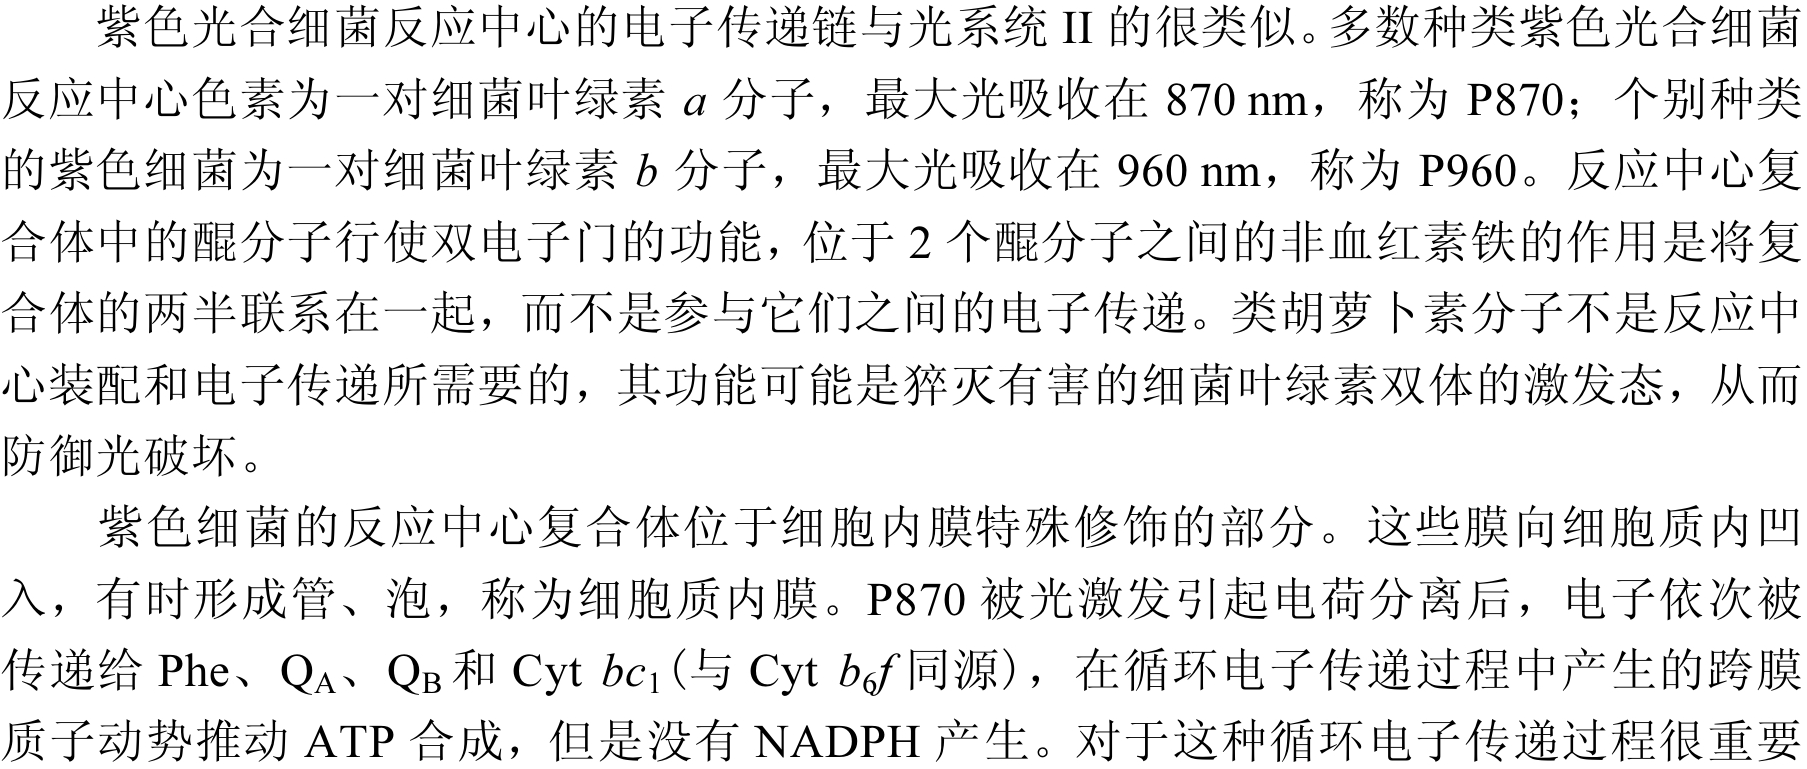 紫色光合细菌反应中心的电子传递链与光系统 II 的很类似。多数种类紫色光合细菌
反应中心色素为一对细菌叶绿素 a 分子，最大光吸收在 870 nm，称为 P870；个别种类
的紫色细菌为一对细菌叶绿素 b 分子，最大光吸收在 960 nm，称为 P960。反应中心复
合体中的醌分子行使双电子门的功能，位于 2 个醌分子之间的非血红素铁的作用是将复
合体的两半联系在一起，而不是参与它们之间的电子传递。类胡萝卜素分子不是反应中
心装配和电子传递所需要的，其功能可能是猝灭有害的细菌叶绿素双体的激发态，从而
防御光破坏。
紫色细菌的反应中心复合体位于细胞内膜特殊修饰的部分。这些膜向细胞质内凹
入，有时形成管、泡，称为细胞质内膜。P870 被光激发引起电荷分离后，电子依次被
传递给 Phe、Q_A、Q_B 和 Cyt bc₁(与 Cyt b₆f 同源)，在循环电子传递过程中产生的跨膜
质子动势推动 ATP 合成，但是没有 NADPH 产生。对于这种循环电子传递过程很重要